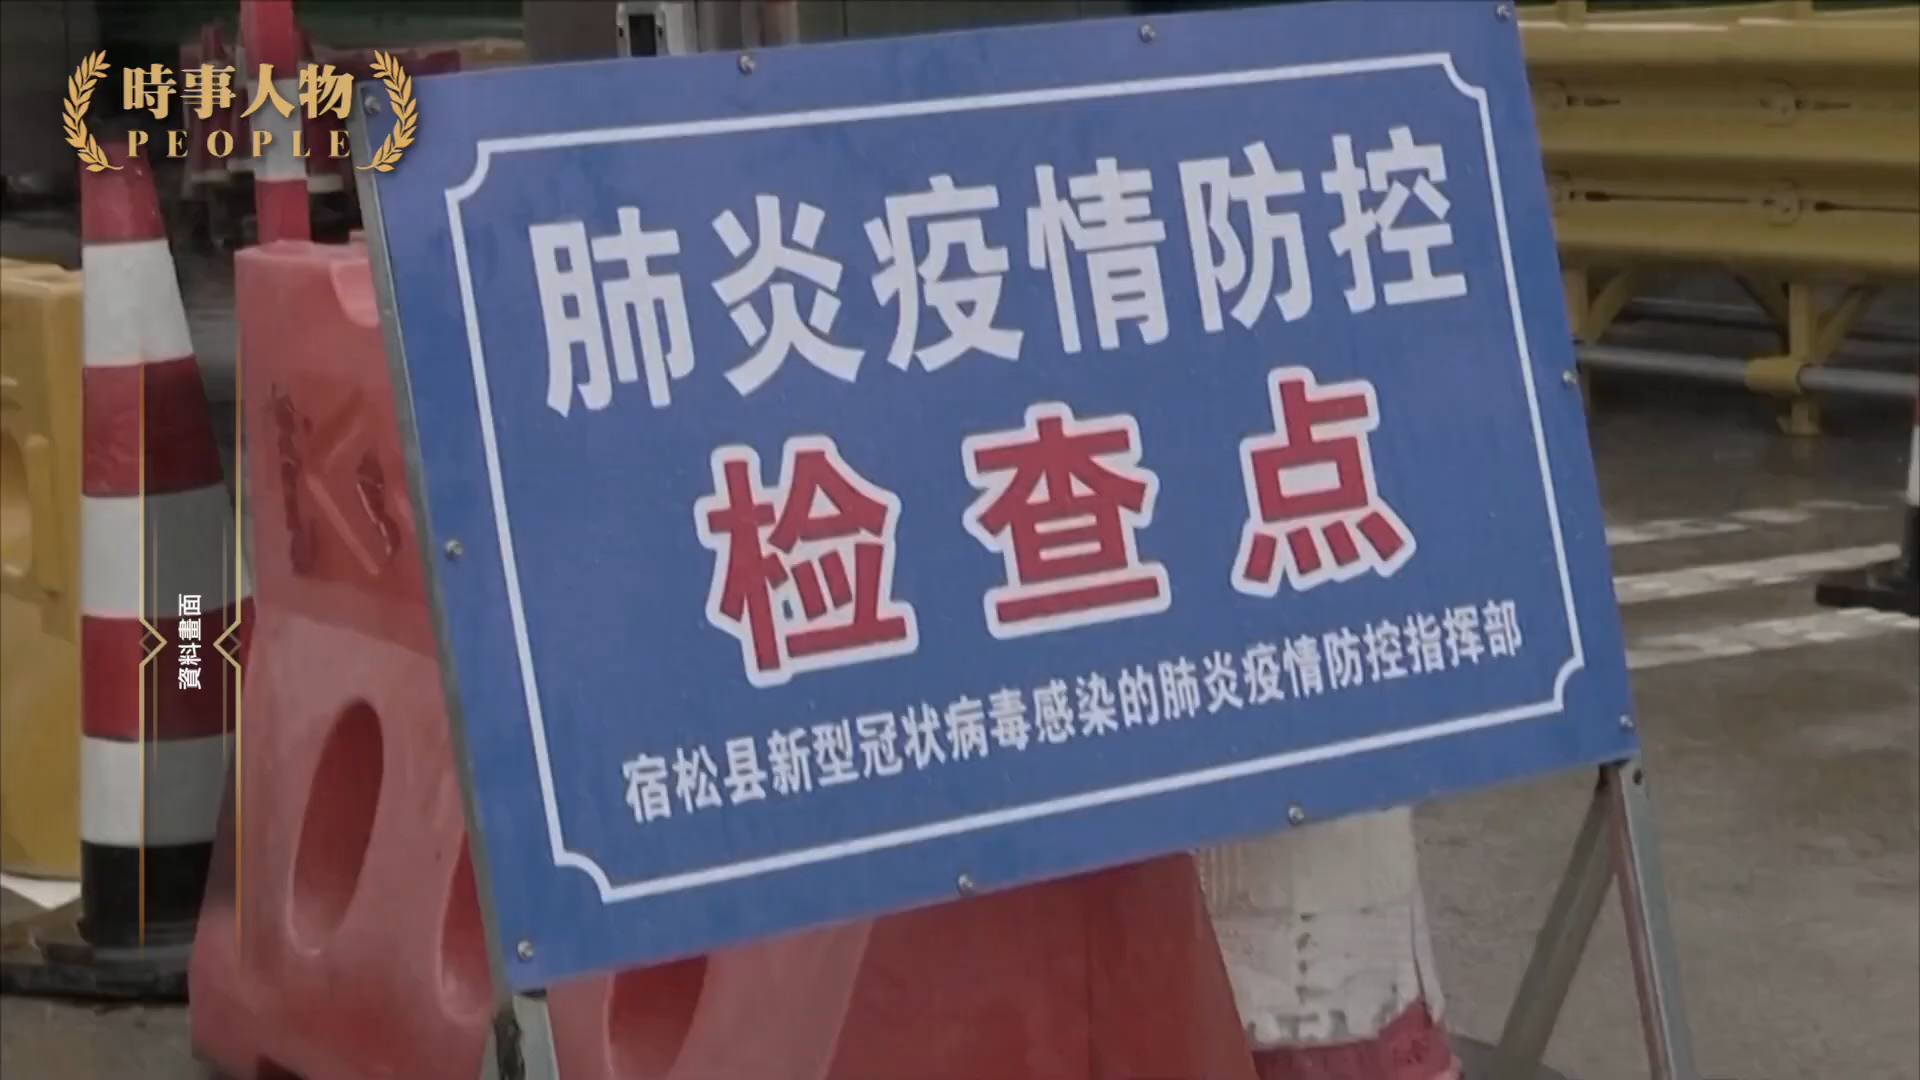 時事人物
PEOPLE
肺炎疫情防控
检查点
宿松县新型冠状病毒感染的肺炎疫情防控指挥部
資料畫面